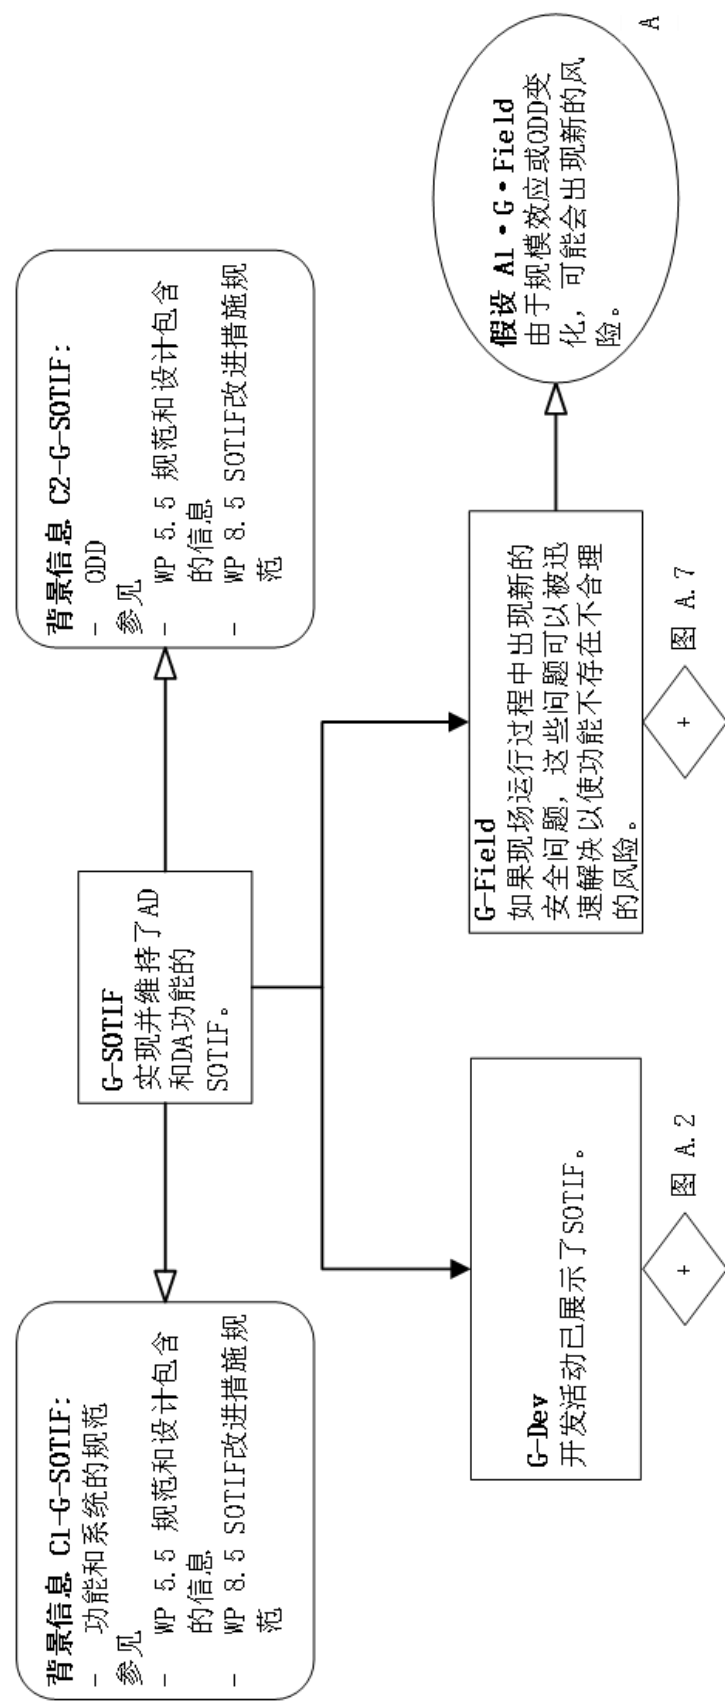 背景信息 C1-G-SOTIF:
- 功能和系统的规范
参见
- WP 5.5 规范和设计包含
的信息
- WP 8.5 SOTIF改进措施规
范
G-SOTIF
实现并维持了AD
和DA功能的
SOTIF。
背景信息 C2-G-SOTIF:
- ODD
参见
- WP 5.5 规范和设计包含
的信息
- WP 8.5 SOTIF改进措施规
范
G-Dev
开发活动已展示了SOTIF。
+
图 A.2
G-Field
如果现场运行过程中出现新的
安全问题，这些问题可以被迅
速解决以使功能不存在不合理
的风险。
+
图 A.7
假设 A1·G·Field
由于规模效应或ODD变
化，可能会出现新的风
险。
A